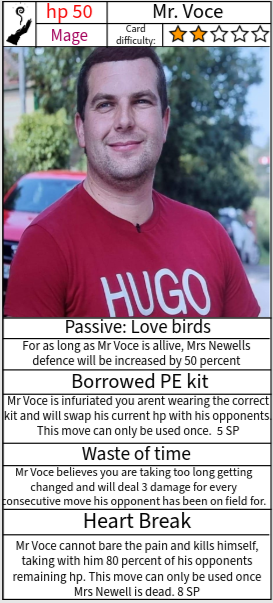 hp 50
Mr. Voce
Mage
Card
difficulty:
HUGO
Passive: Love birds
For as long as Mr Voce is allive, Mrs Newells
defence will be increased by 50 percent
Borrowed PE kit
Mr Voce is infuriated you arent wearing the correct
kit and will swap his current hp with his opponents.
This move can only be used once. 5 SP
Waste of time
Mr Voce believes you are taking too long getting
changed and will deal 3 damage for every
consecutive move his opponent has been on field for.
Heart Break
Mr Voce cannot bare the pain and kills himself,
taking with him 80 percent of his opponents
remaining hp. This move can only be used once
Mrs Newell is dead. 8 SP